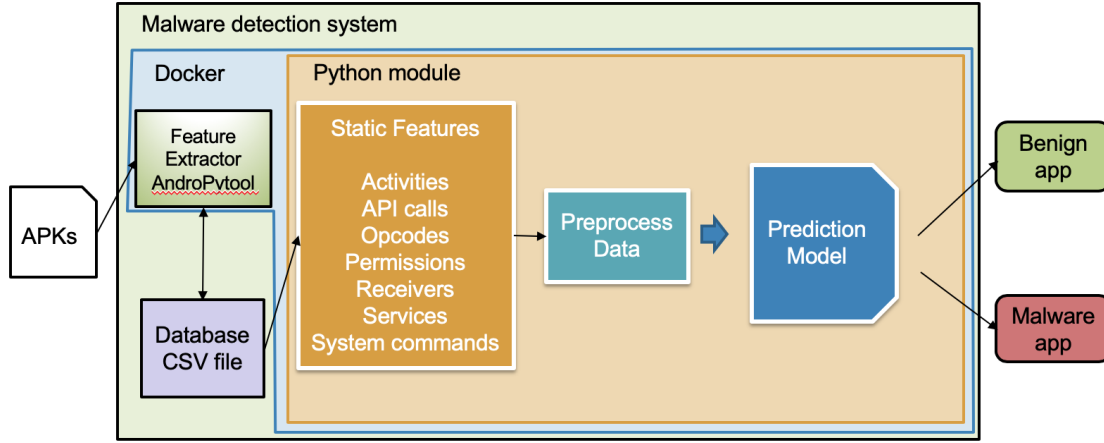 Malware detection system
Docker
Python module
Feature
Extractor
AndroPytool
APKs
Database
CSV file
Static Features
Activities
API calls
Opcodes
Permissions
Receivers
Services
System commands
Preprocess
Data
Prediction
Model
Benign
app
Malware
app